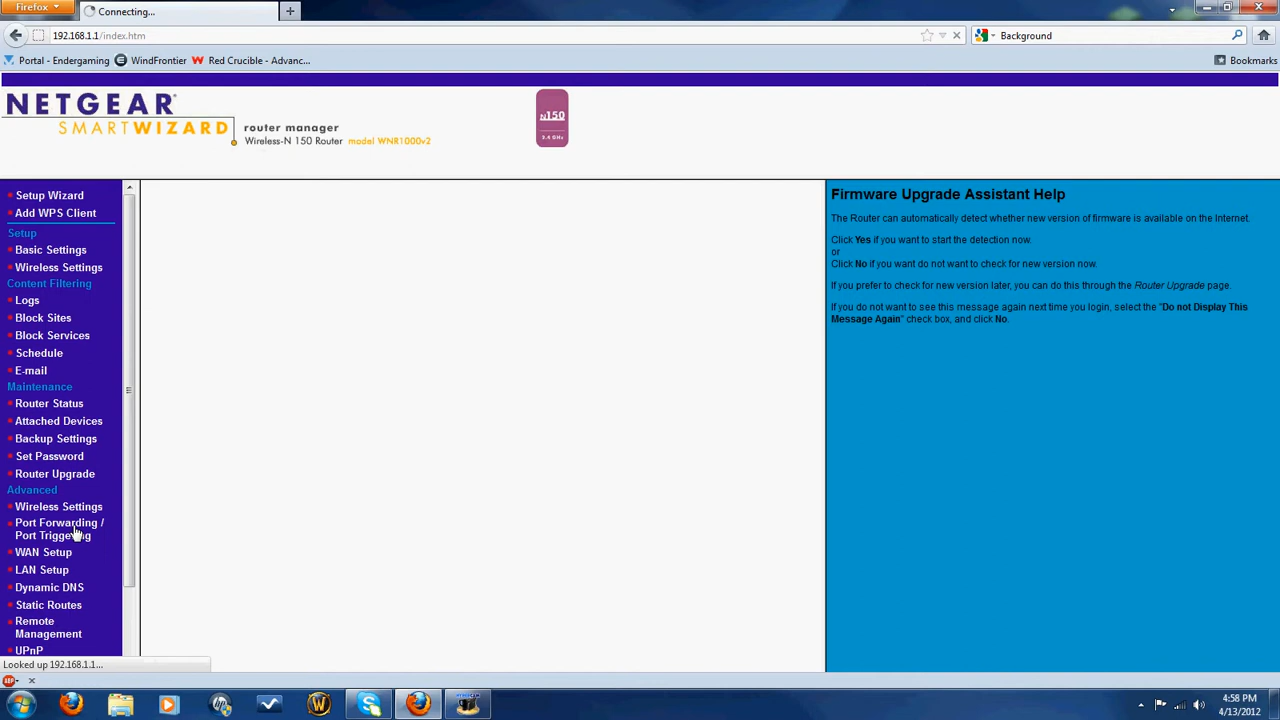 Firefox
Connecting...
192.168.1.1/index.htm
Background
Portal - Endergaming
WindFrontier
Red Crucible - Advanc...
Bookmarks
NETGEAR
SMARTWIZARD
router manager
Wireless-N 150 Router model WNR1000v2
N150
2.4 GHz
Setup Wizard
Add WPS Client
Setup
Basic Settings
Wireless Settings
Content Filtering
Logs
Block Sites
Block Services
Schedule
E-mail
Maintenance
Router Status
Attached Devices
Backup Settings
Set Password
Router Upgrade
Advanced
Wireless Settings
Port Forwarding /
Port Triggering
WAN Setup
LAN Setup
Dynamic DNS
Static Routes
Remote
Management
UPnP
Firmware Upgrade Assistant Help
The Router can automatically detect whether new version of firmware is available on the Internet.
Click Yes if you want to start the detection now.
or
Click No if you want do not want to check for new version now.
If you prefer to check for new version later, you can do this through the Router Upgrade page.
If you do not want to see this message again next time you login, select the "Do not Display This
Message Again" check box, and click No.
Looked up 192.168.1.1...
ABP
4:58 PM
4/13/2012